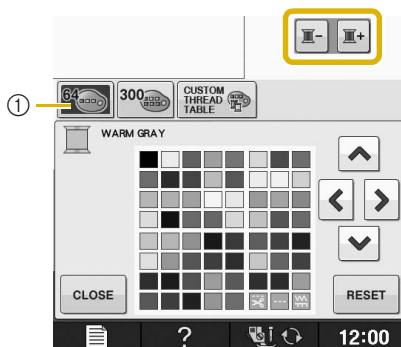 ①
64
300
CUSTOM
THREAD
TABLE
WARM GRAY
CLOSE
RESET
?
12:00